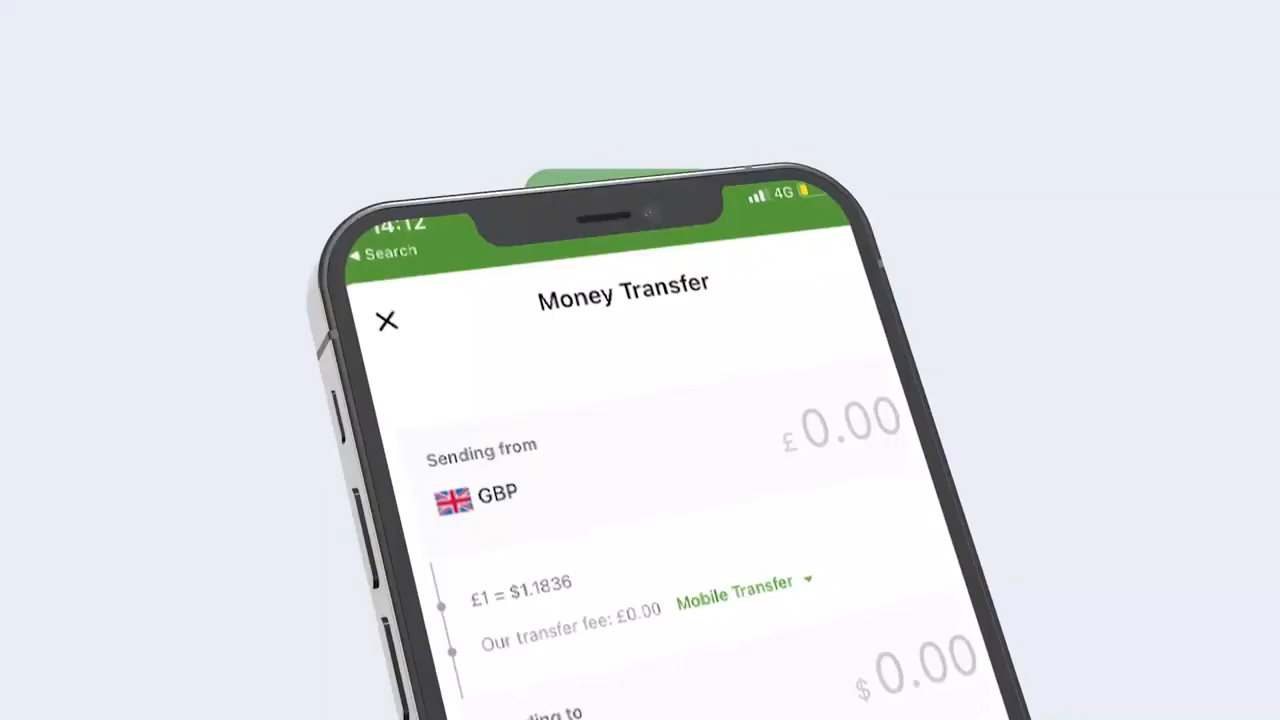 14:12
4G
◀ Search
Money Transfer
Sending from
£ 0.00
GBP
£1 = $1.1836
Our transfer fee: £0.00 Mobile Transfer
$ 0.00
to